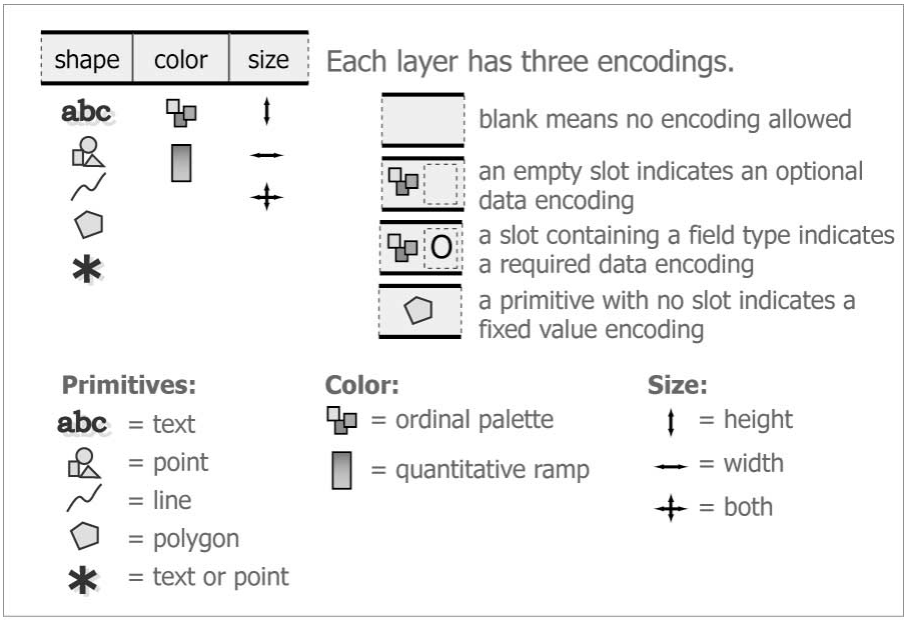 shape color size
Each layer has three encodings.
abc
blank means no encoding allowed
an empty slot indicates an optional
data encoding
O
a slot containing a field type indicates
a required data encoding
*
a primitive with no slot indicates a
fixed value encoding
Primitives:
abc = text
= point
= line
= polygon
* = text or point
Color:
= ordinal palette
= quantitative ramp
Size:
= height
= width
= both